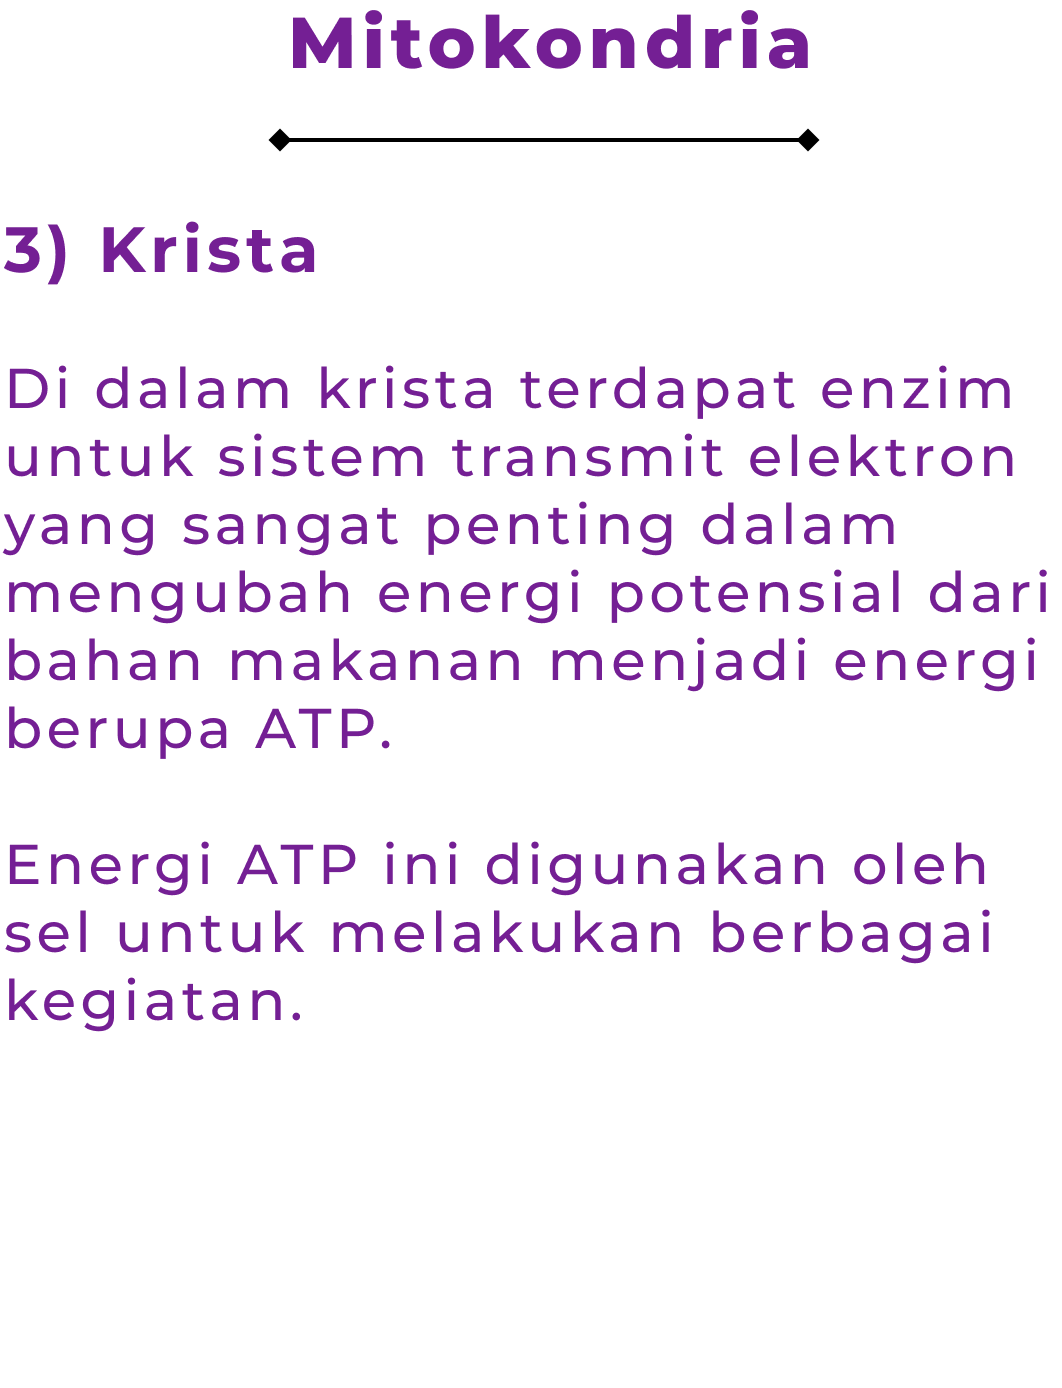 Mitokondria
3) Krista
Di dalam krista terdapat enzim
untuk sistem transmit elektron
yang sangat penting dalam
mengubah energi potensial dari
bahan makanan menjadi energi
berupa ATP.
Energi ATP ini digunakan oleh
sel untuk melakukan berbagai
kegiatan.